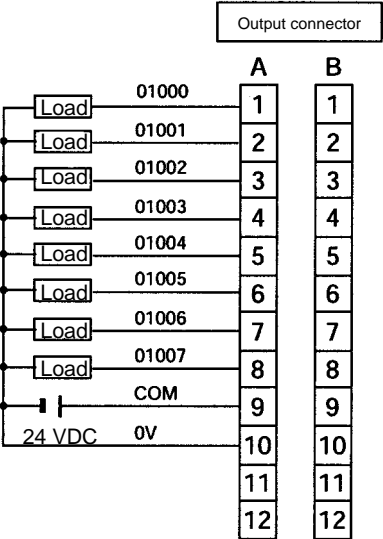 Output connector
A B
Load 01000 1 1
Load 01001 2 2
Load 01002 3 3
Load 01003 4 4
Load 01004 5 5
Load 01005 6 6
Load 01006 7 7
Load 01007 8 8
COM 9 9
24 VDC 0V 10 10
11 11
12 12